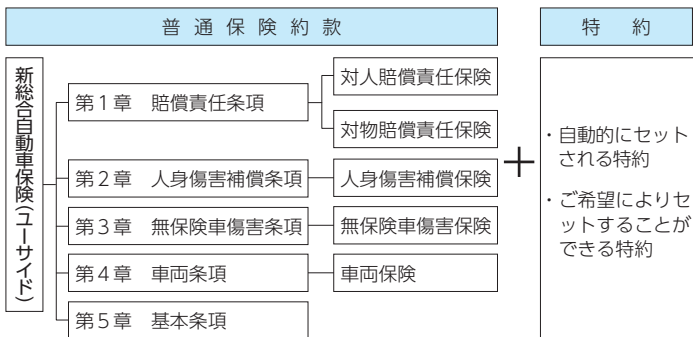 普通保険約款
特約
新総合自動車保険（ユーサイド）
第1章 賠償責任条項
対人賠償責任保険
対物賠償責任保険
第2章 人身傷害補償条項
人身傷害補償保険
第3章 無保険車傷害条項
無保険車傷害保険
第4章 車両条項
車両保険
第5章 基本条項
＋
・自動的にセット
される特約
・ご希望によりセ
ットすることが
できる特約